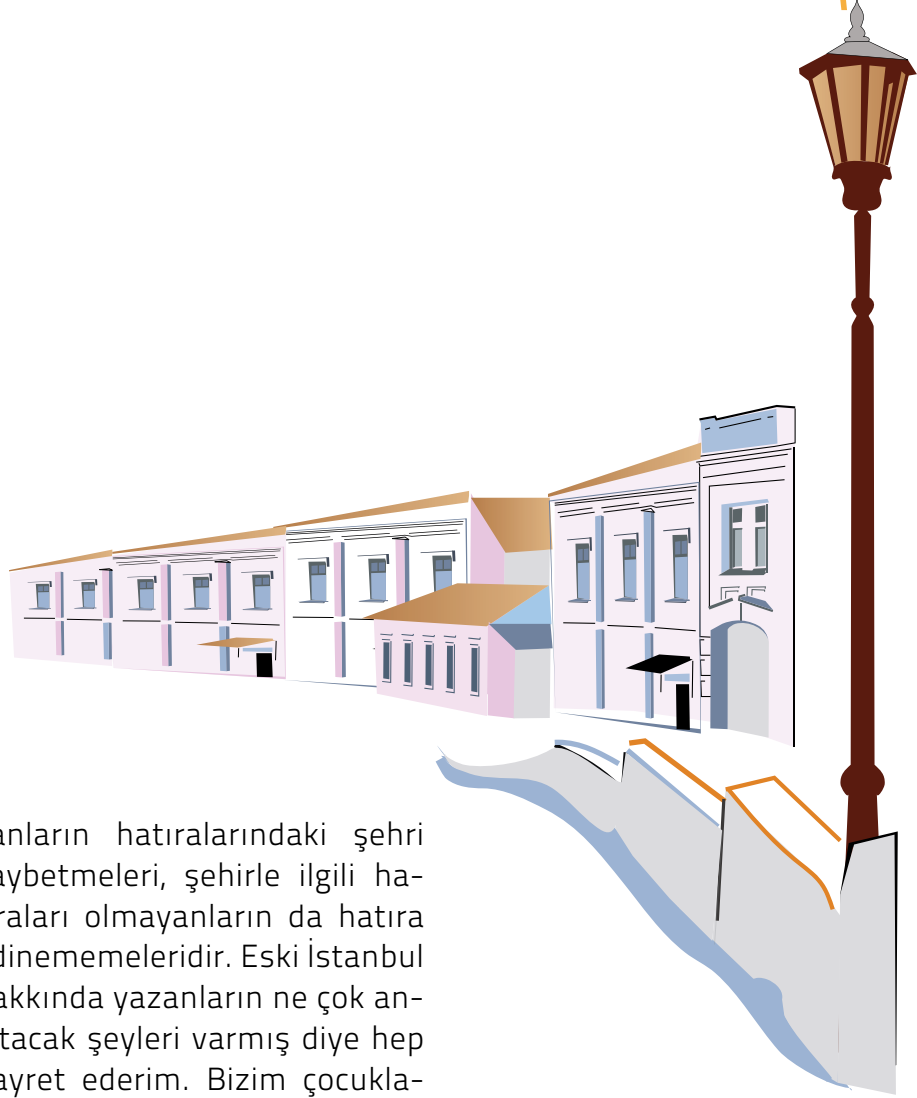 anların hatıralarındaki şehri
aybetmeleri, şehirle ilgili ha-
raları olmayanların da hatıra
dinememeleridir. Eski İstanbul
akkında yazanların ne çok an-
tacak şeyleri varmış diye hep
ayret ederim. Bizim çocukla-